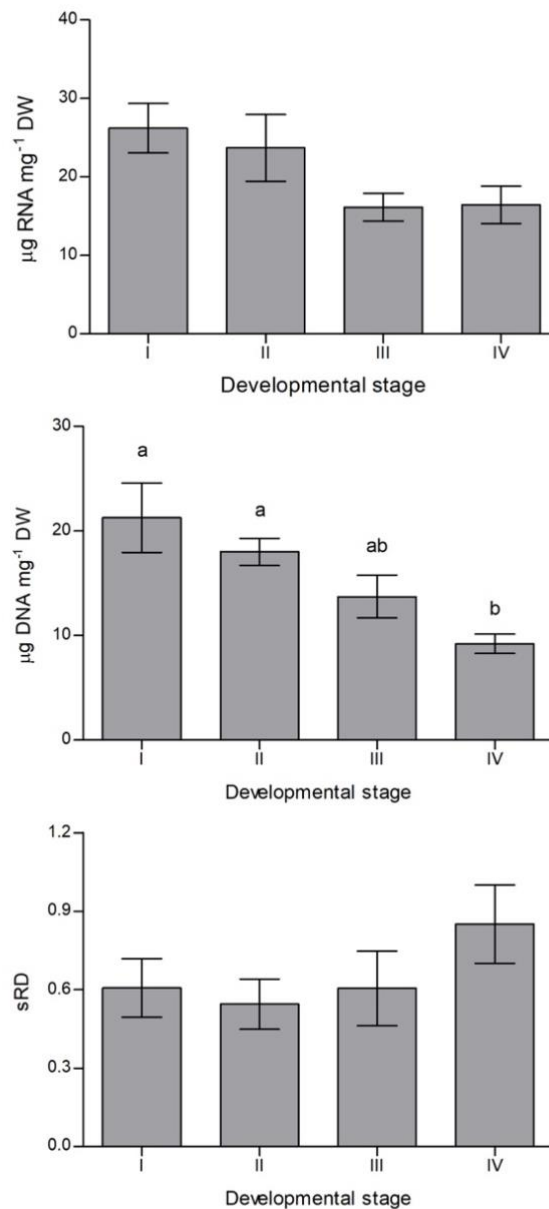 40
30
20
10
0
µg RNA mg⁻¹ DW
I II III IV
Developmental stage
30
20
10
0
µg DNA mg⁻¹ DW
a
a
ab
b
I II III IV
Developmental stage
1.2
0.9
0.6
0.3
0.0
sRD
I II III IV
Developmental stage